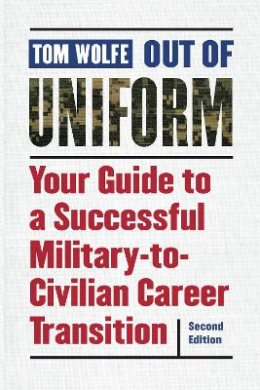 TOM WOLFE OUT OF
UNIFORM
Your Guide to
a Successful
Military-to-
Civilian Career
Transition
Second
Edition